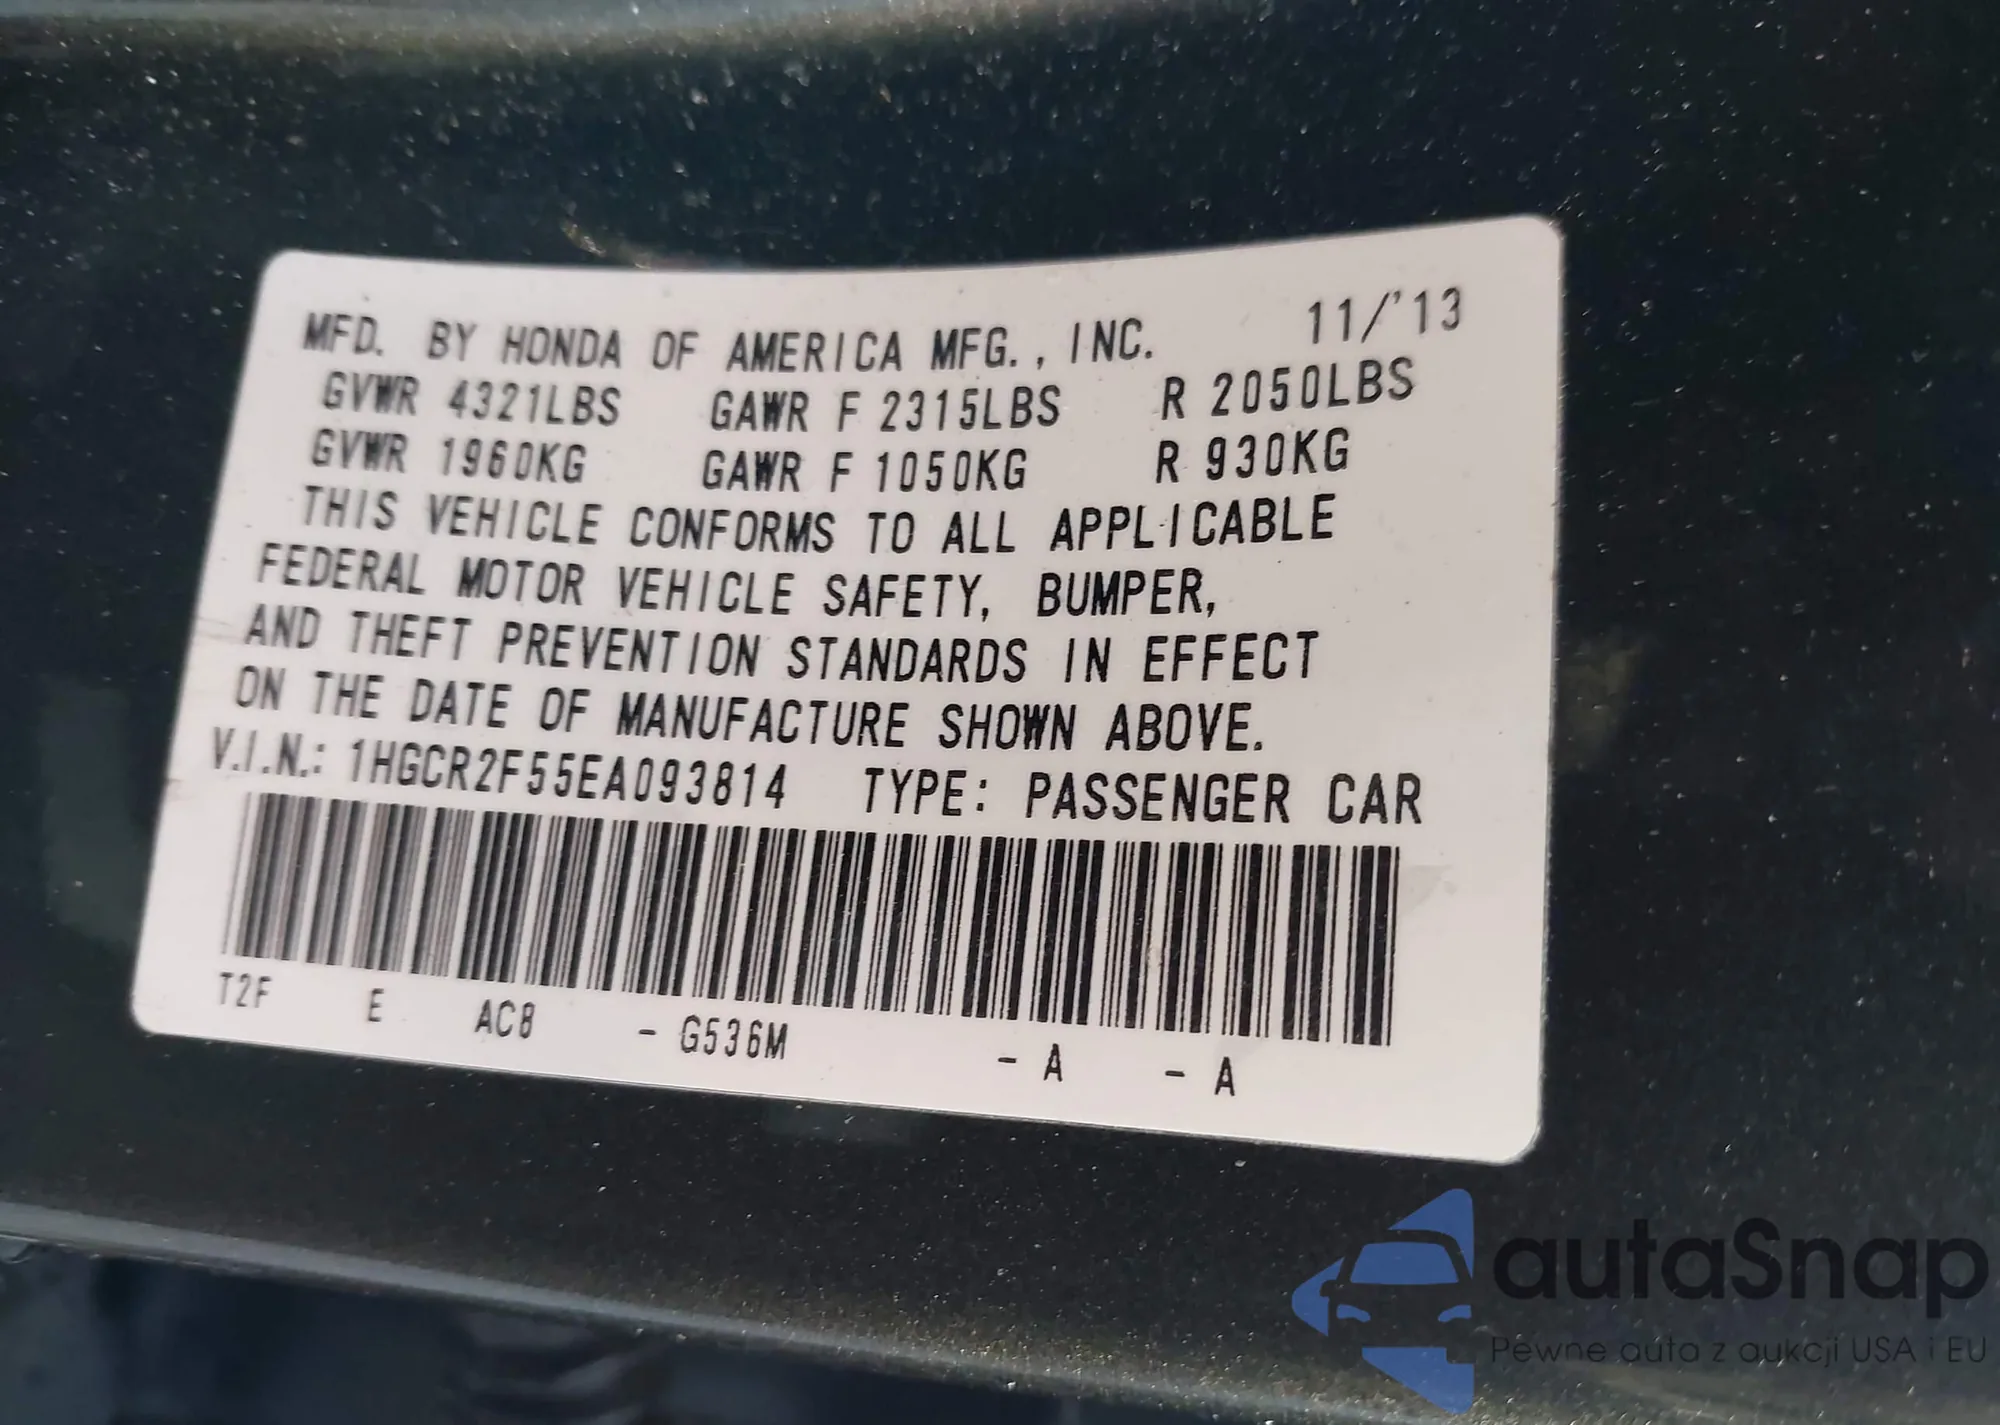 MFD. BY HONDA OF AMERICA MFG., INC. 11/'13
GVWR 4321LBS GAWR F 2315LBS R 2050LBS
GVWR 1960KG GAWR F 1050KG R 930KG
THIS VEHICLE CONFORMS TO ALL APPLICABLE
FEDERAL MOTOR VEHICLE SAFETY, BUMPER,
AND THEFT PREVENTION STANDARDS IN EFFECT
ON THE DATE OF MANUFACTURE SHOWN ABOVE.
V.I.N.: 1HGCR2F55EA093814 TYPE: PASSENGER CAR
T2F E AC8 - G536M - A - A
autaSnap
Pewne auta z aukcji USA i EU